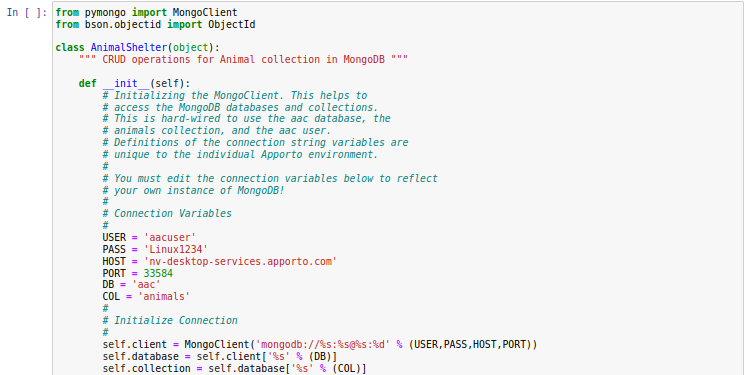 In [ ]: from pymongo import MongoClient
from bson.objectid import ObjectId
class AnimalShelter(object):
""" CRUD operations for Animal collection in MongoDB """
def __init__(self):
# Initializing the MongoClient. This helps to
# access the MongoDB databases and collections.
# This is hard-wired to use the aac database, the
# animals collection, and the aac user.
# Definitions of the connection string variables are
# unique to the individual Apporto environment.
#
# You must edit the connection variables below to reflect
# your own instance of MongoDB!
#
# Connection Variables
#
USER = 'aacuser'
PASS = 'Linux1234'
HOST = 'nv-desktop-services.apporto.com'
PORT = 33584
DB = 'aac'
COL = 'animals'
#
# Initialize Connection
#
self.client = MongoClient('mongodb://%s:%s@%s:%d' % (USER,PASS,HOST,PORT))
self.database = self.client['%s' % (DB)]
self.collection = self.database['%s' % (COL)]